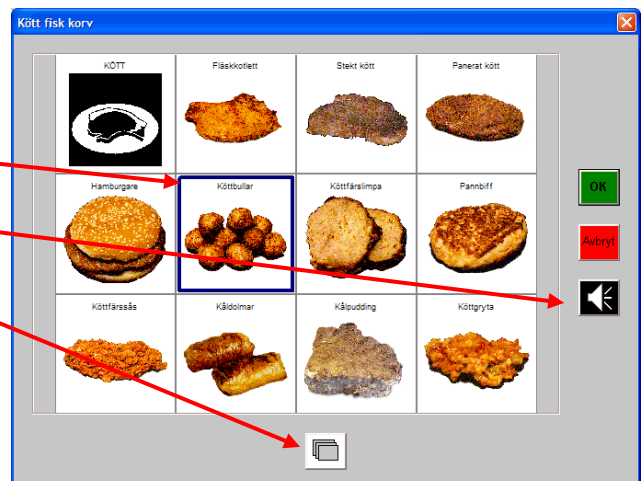 Kött fisk korv
KÖTT
Fläskkotlett
Stekt kött
Panerat kött
Hamburgare
Köttbullar
Köttfärslimpa
Pannbiff
Köttfärssås
Kåldolmar
Kålpudding
Köttgryta
OK
Avbryt